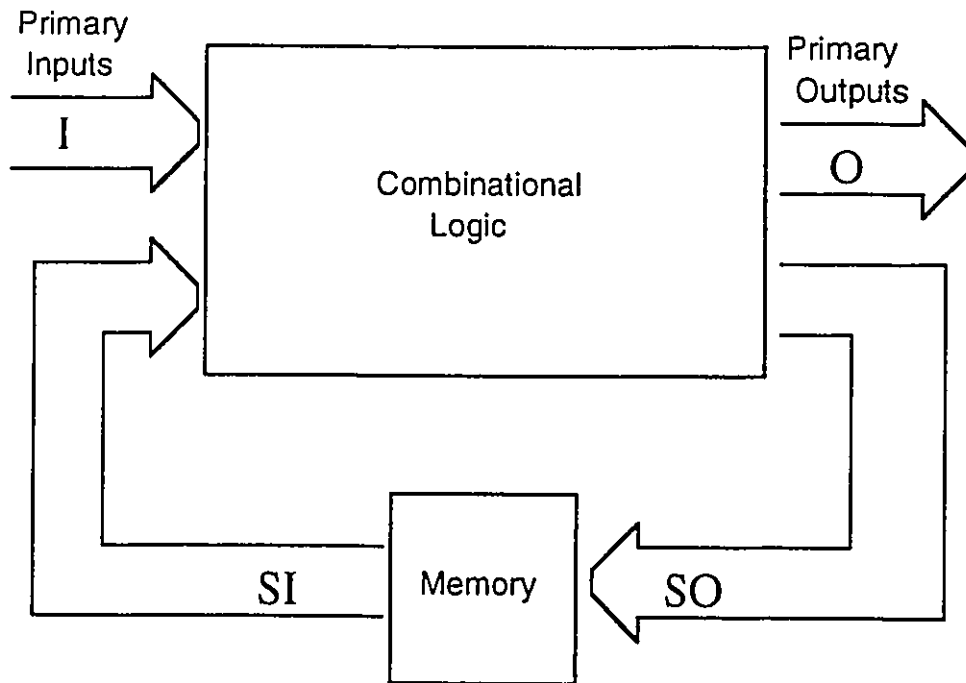 Primary
Inputs
I
Combinational
Logic
Primary
Outputs
O
SI
Memory
SO